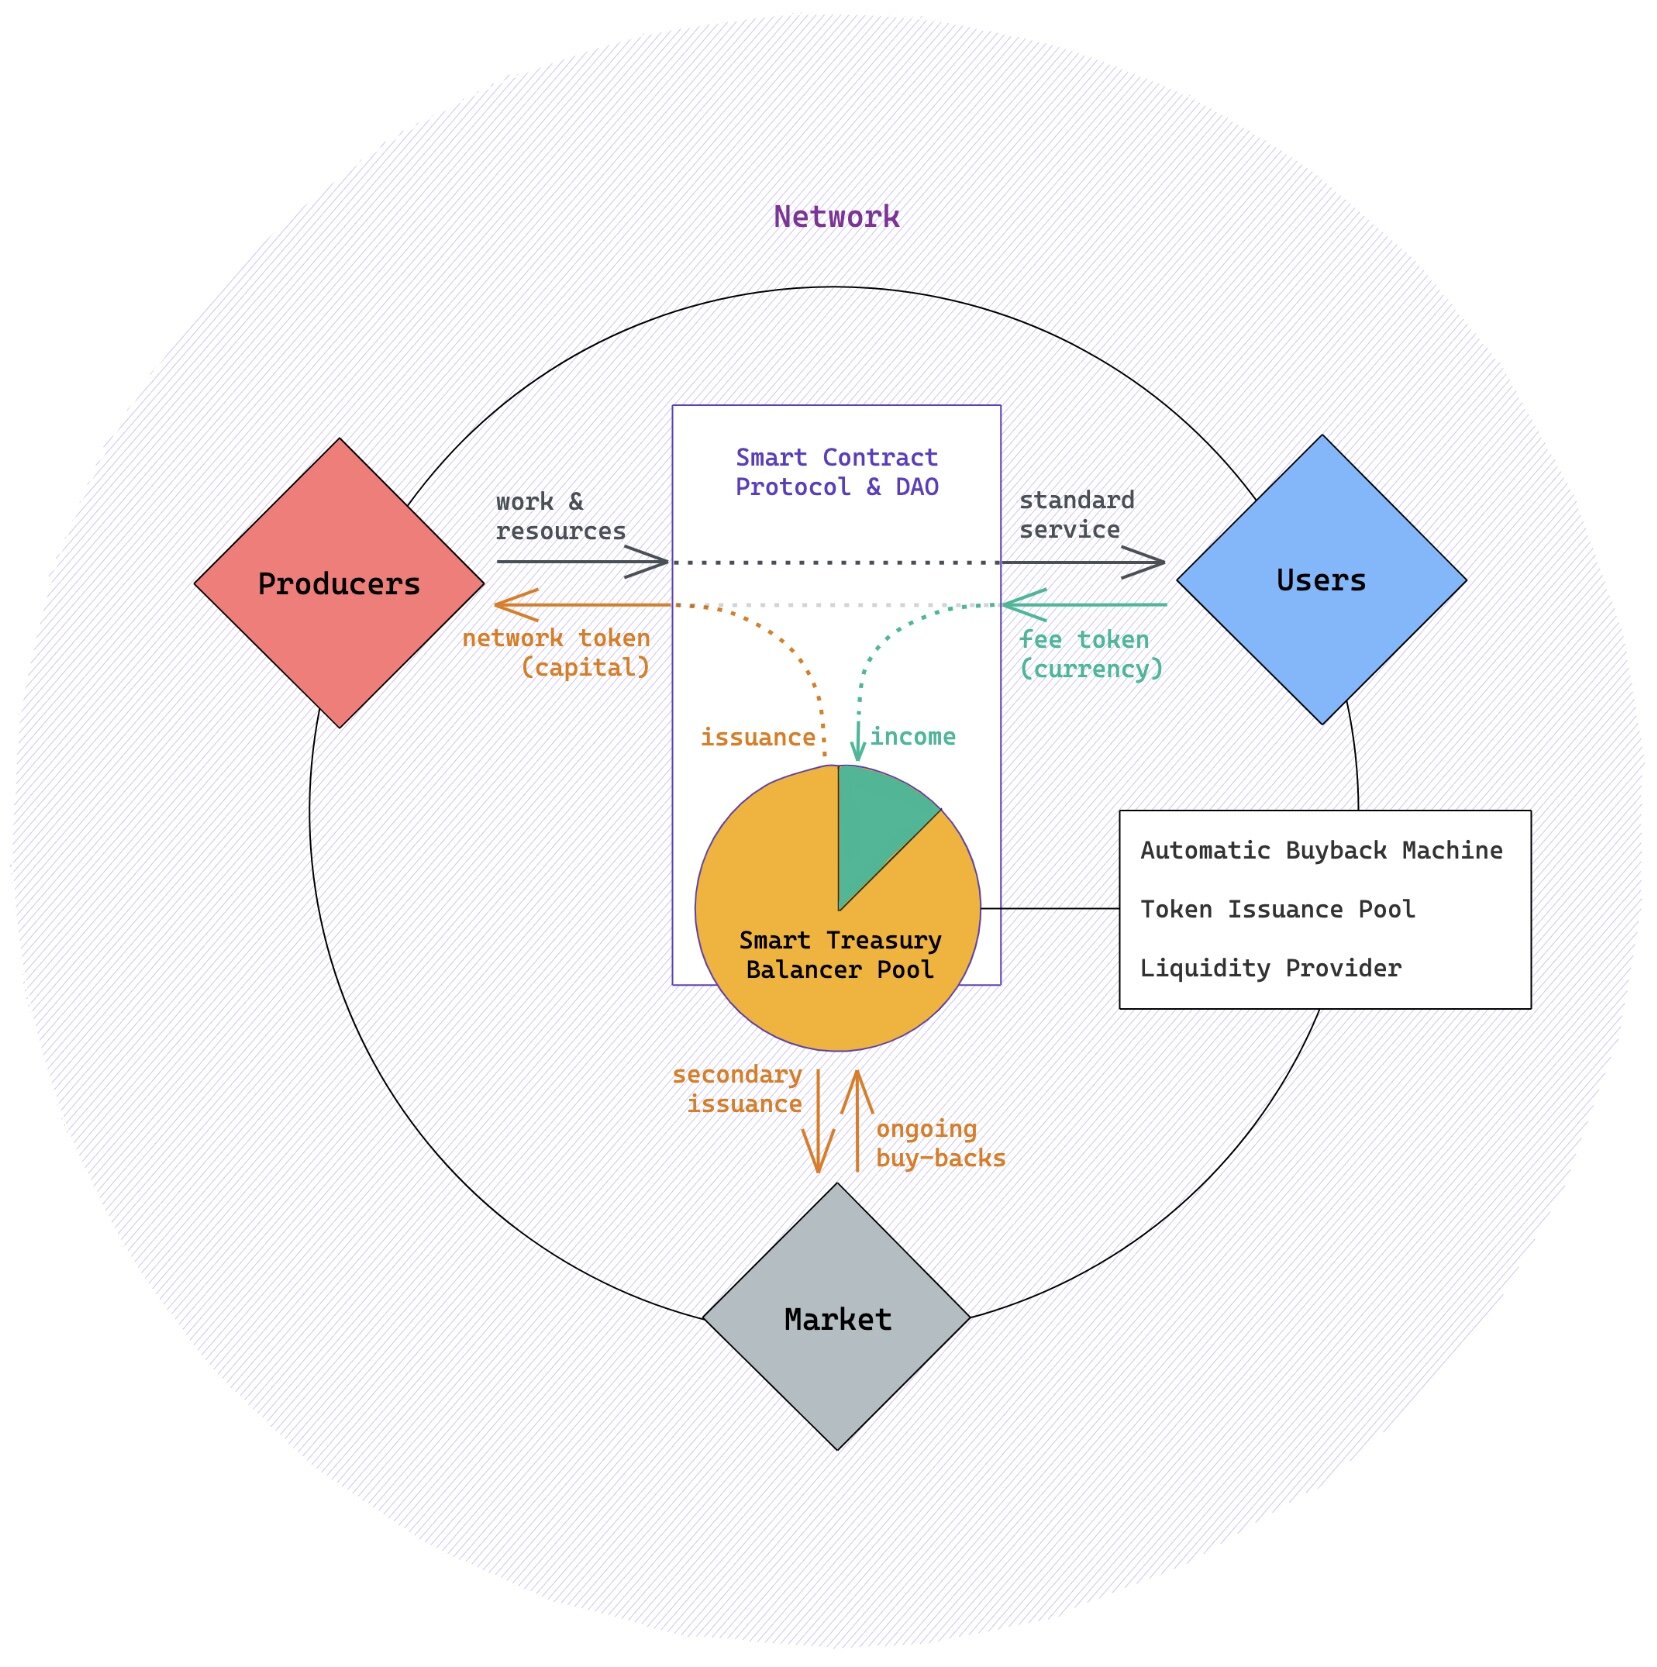 Network
Smart Contract
Protocol & DAO
work &
resources
standard
service
Producers
Users
network token
(capital)
fee token
(currency)
issuance
income
Automatic Buyback Machine
Token Issuance Pool
Liquidity Provider
Smart Treasury
Balancer Pool
secondary
issuance
ongoing
buy-backs
Market